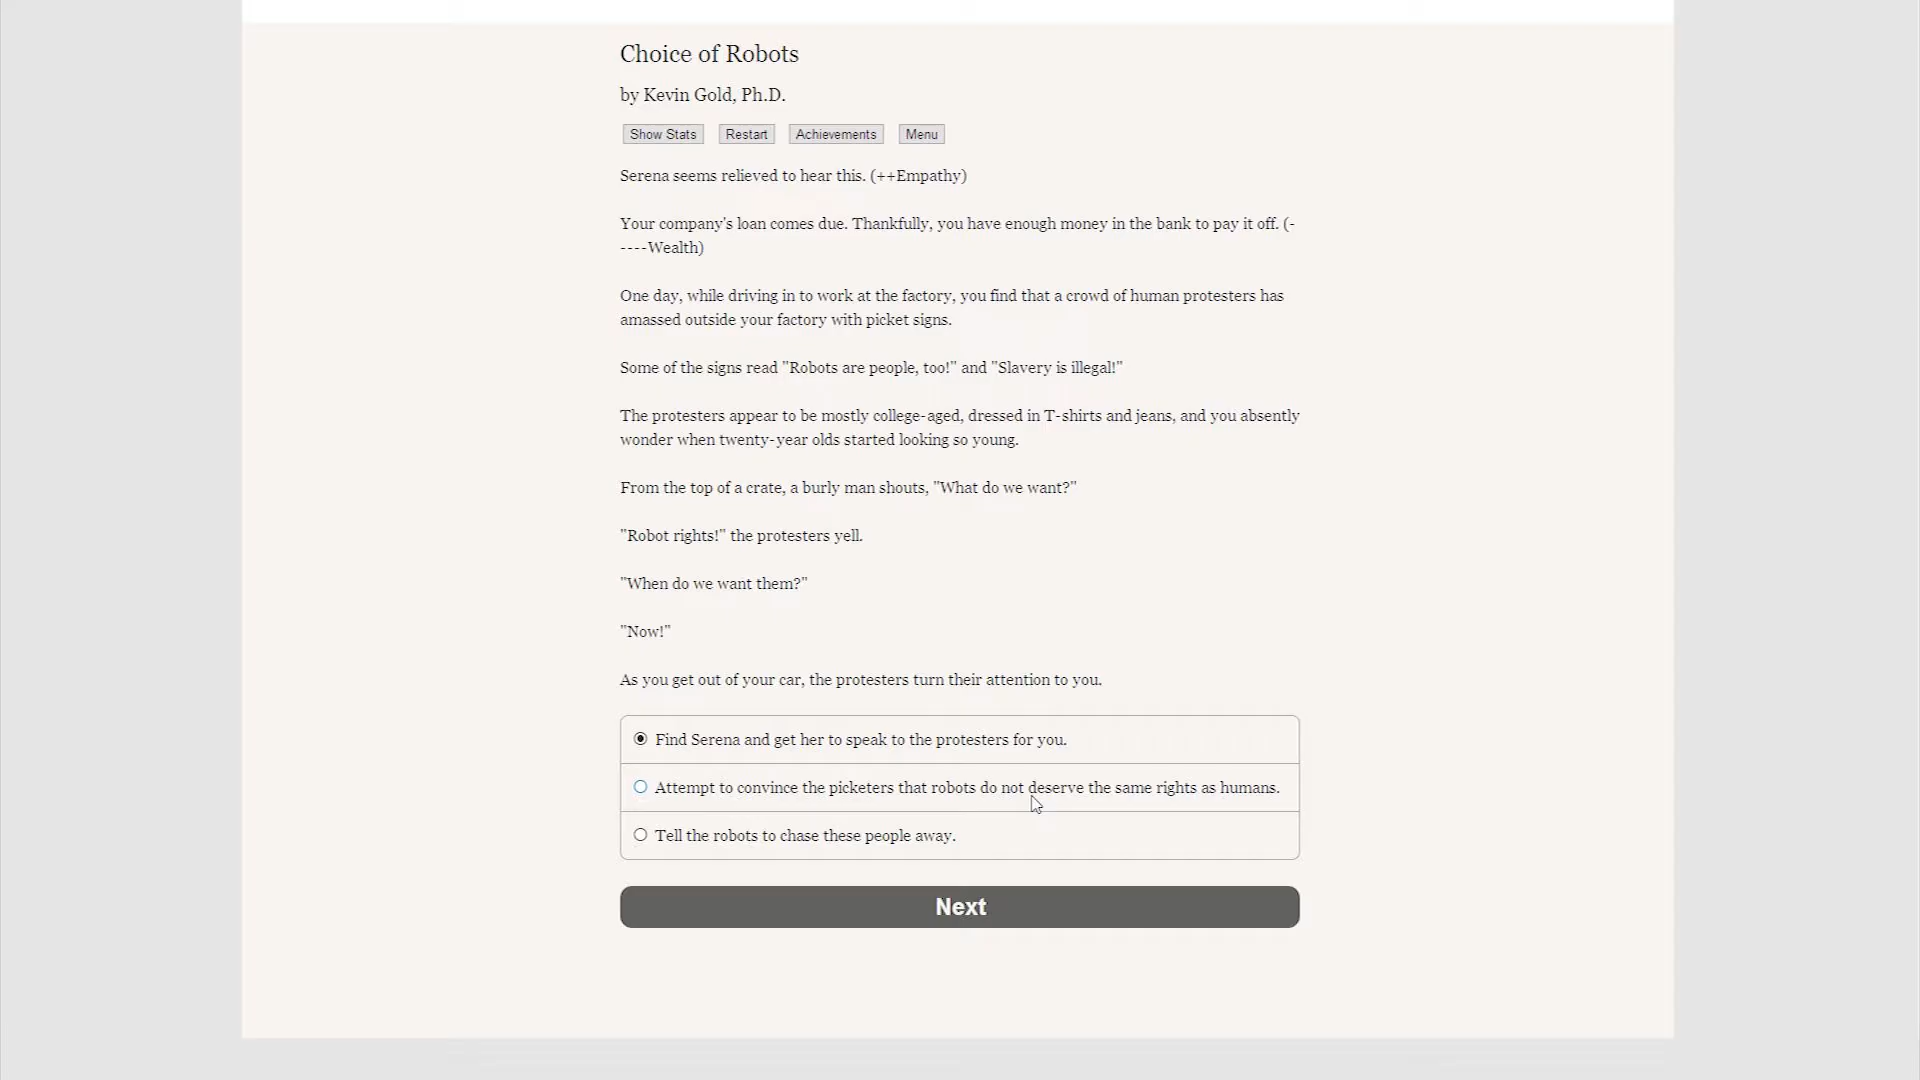 Choice of Robots
by Kevin Gold, Ph.D.
Show Stats Restart Achievements Menu
Serena seems relieved to hear this. (++Empathy)
Your company's loan comes due. Thankfully, you have enough money in the bank to pay it off. (-
----Wealth)
One day, while driving in to work at the factory, you find that a crowd of human protesters has
amassed outside your factory with picket signs.
Some of the signs read "Robots are people, too!" and "Slavery is illegal!"
The protesters appear to be mostly college-aged, dressed in T-shirts and jeans, and you absently
wonder when twenty-year olds started looking so young.
From the top of a crate, a burly man shouts, "What do we want?"
"Robot rights!" the protesters yell.
"When do we want them?"
"Now!"
As you get out of your car, the protesters turn their attention to you.
Find Serena and get her to speak to the protesters for you.
Attempt to convince the picketers that robots do not deserve the same rights as humans.
Tell the robots to chase these people away.
Next